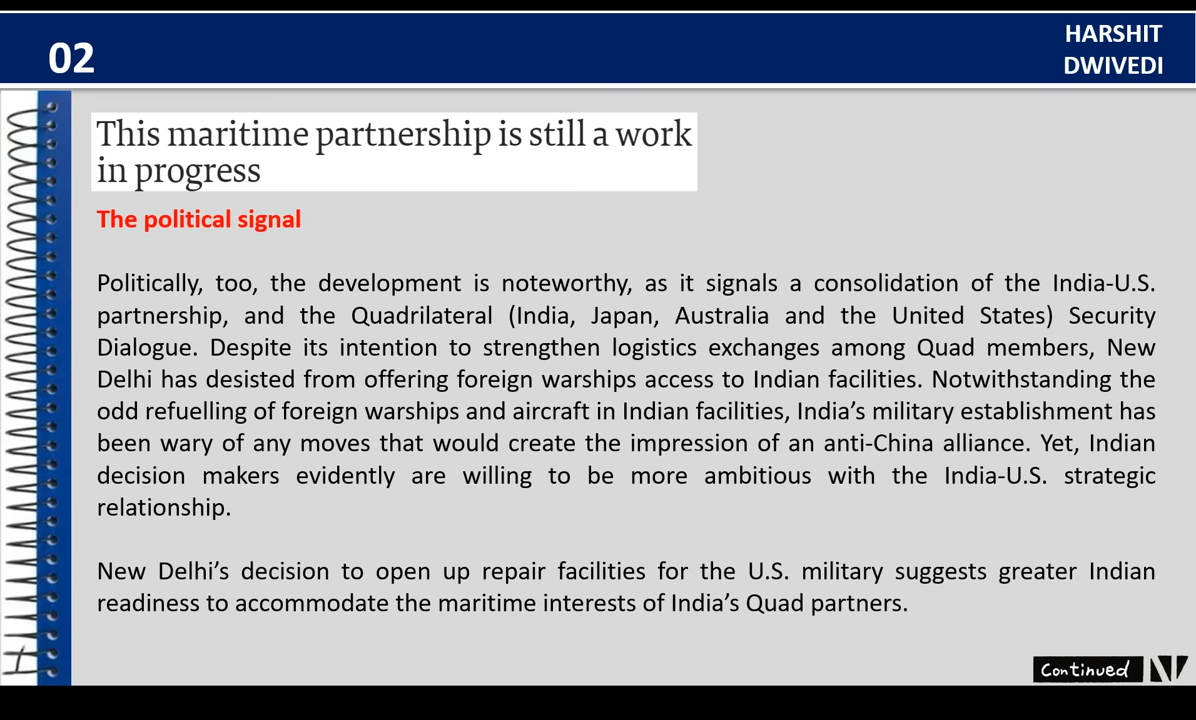 02
HARSHIT
DWIVEDI
This maritime partnership is still a work
in progress
The political signal
Politically, too, the development is noteworthy, as it signals a consolidation of the India-U.S.
partnership, and the Quadrilateral (India, Japan, Australia and the United States) Security
Dialogue. Despite its intention to strengthen logistics exchanges among Quad members, New
Delhi has desisted from offering foreign warships access to Indian facilities. Notwithstanding the
odd refuelling of foreign warships and aircraft in Indian facilities, India’s military establishment has
been wary of any moves that would create the impression of an anti-China alliance. Yet, Indian
decision makers evidently are willing to be more ambitious with the India-U.S. strategic
relationship.
New Delhi’s decision to open up repair facilities for the U.S. military suggests greater Indian
readiness to accommodate the maritime interests of India’s Quad partners.
Continued